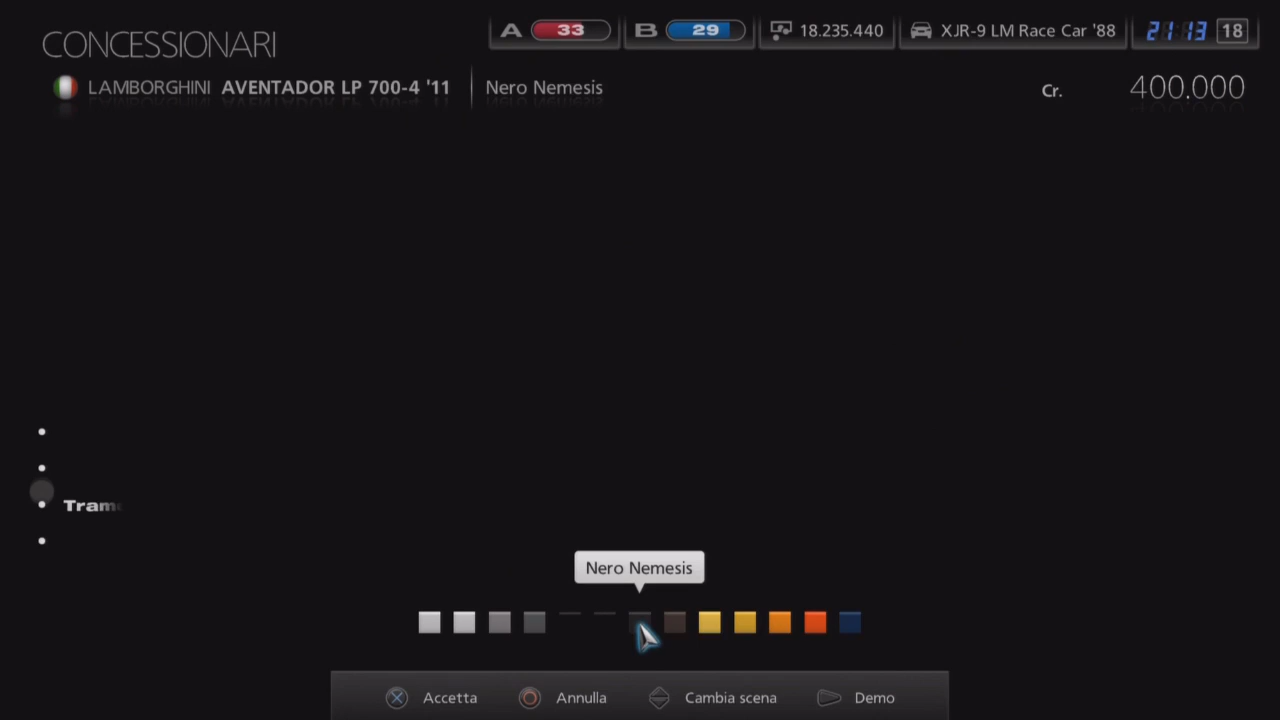 CONCESSIONARI
A 33 B 29 18.235.440 XJR-9 LM Race Car '88 21:13 18
LAMBORGHINI AVENTADOR LP 700-4 '11 Nero Nemesis Cr. 400.000
Nero Nemesis
Accetta Annulla Cambia scena Demo